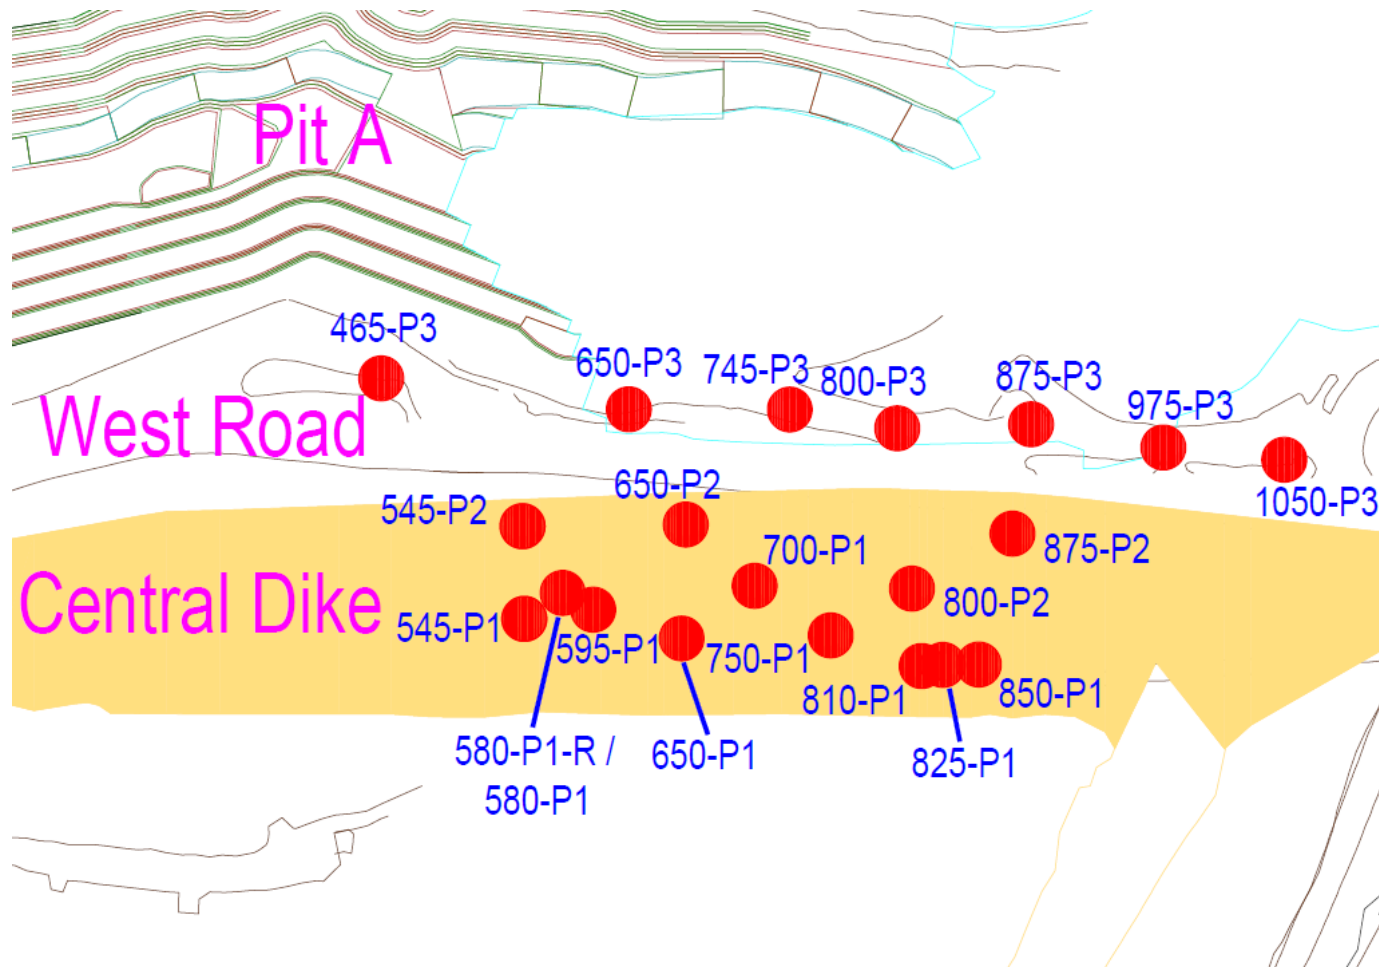 Pit A
465-P3
650-P3
745-P3
800-P3
875-P3
975-P3
West Road
1050-P3
545-P2
650-P2
700-P1
875-P2
Central Dike
800-P2
545-P1
595-P1
750-P1
810-P1
850-P1
580-P1-R /
580-P1
650-P1
825-P1